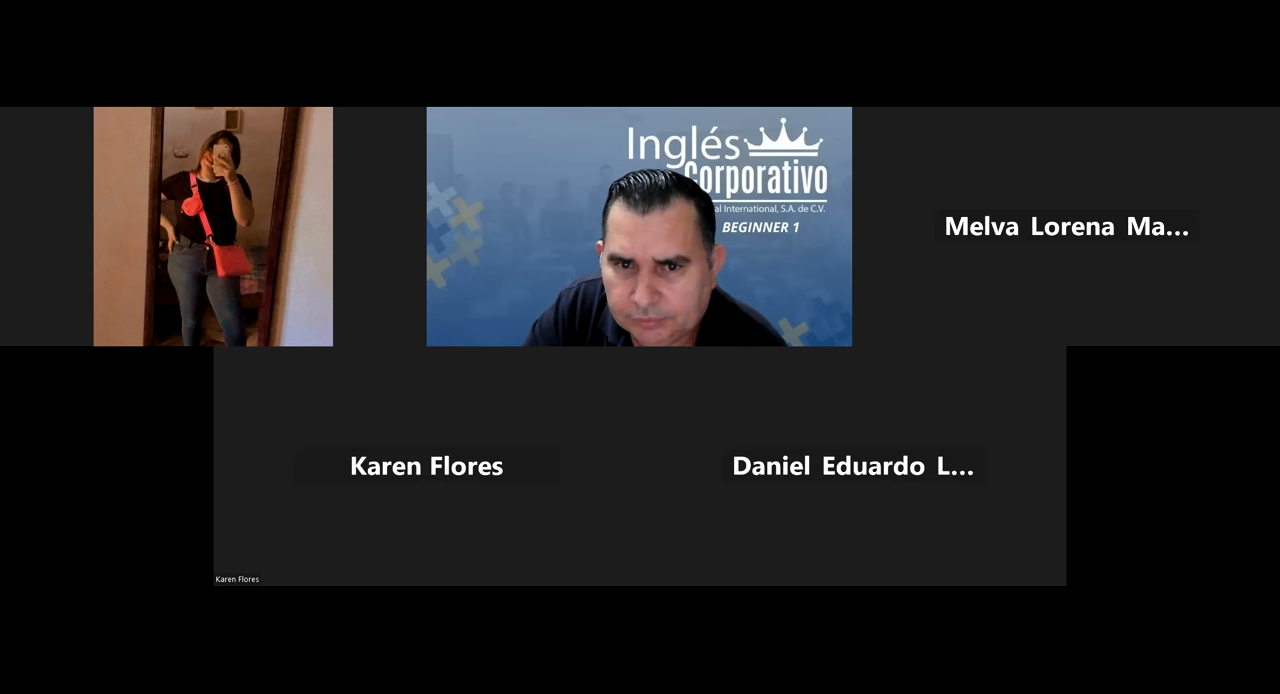 Inglés
Corporativo
al International, S.A. de C.V.
BEGINNER 1
Melva Lorena Ma...
Karen Flores
Daniel Eduardo L...
Karen Flores